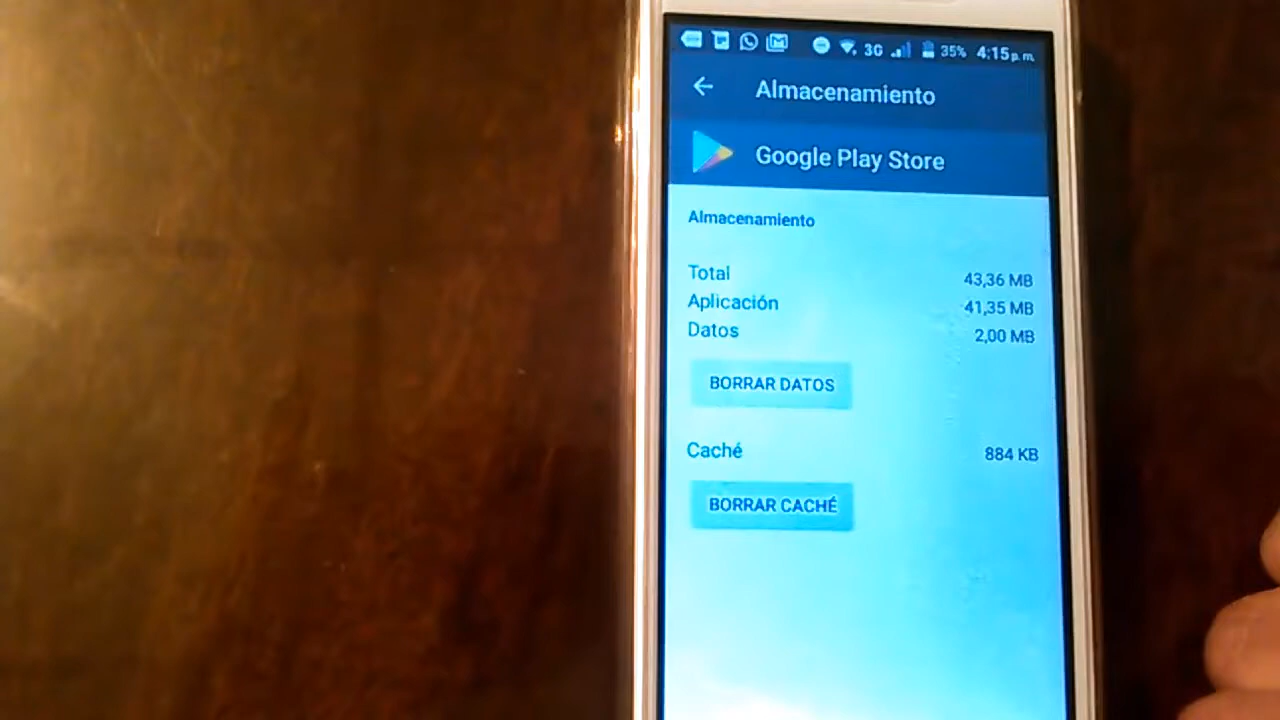 3G 35% 4:15 p.m.
Almacenamiento
Google Play Store
Almacenamiento
Total 43,36 MB
Aplicación 41,35 MB
Datos 2,00 MB
BORRAR DATOS
Caché 884 KB
BORRAR CACHÉ